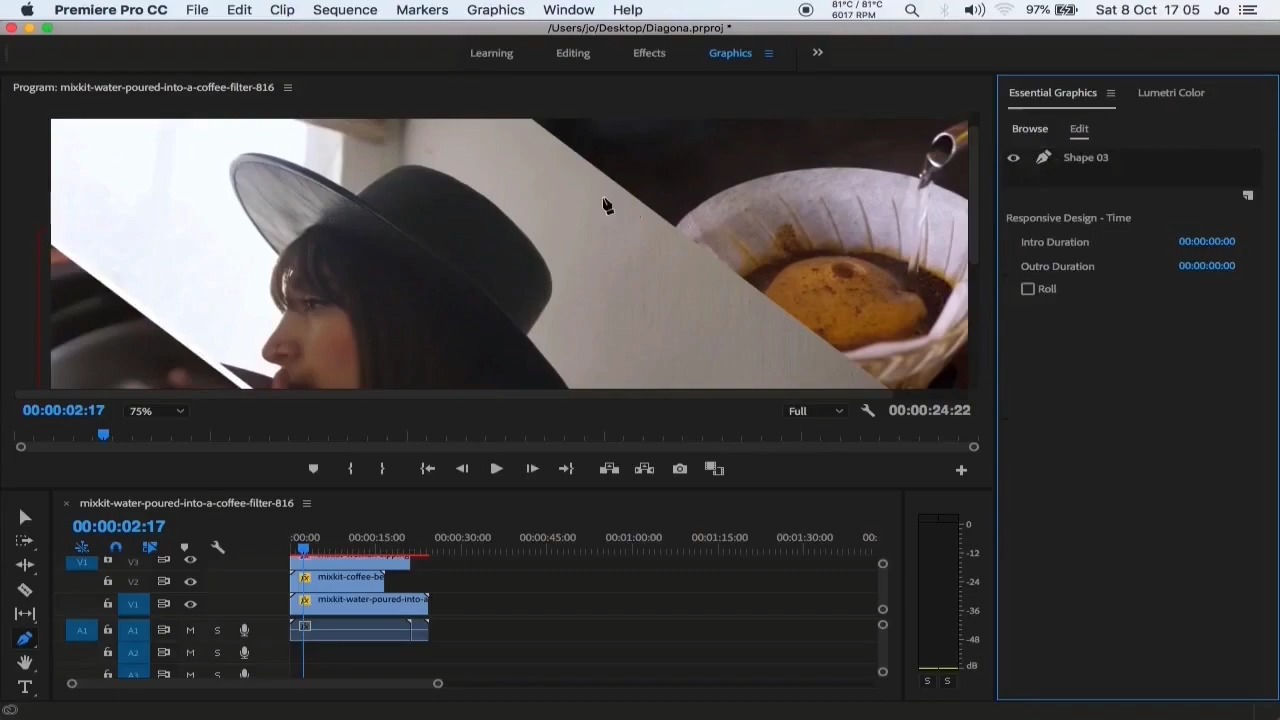 Premiere Pro CC File Edit Clip Sequence Markers Graphics Window Help 81°C / 81°C 6017 RPM 97% Sat 8 Oct 17 05 Jo
/Users/jo/Desktop/Diagona.prproj *
Learning Editing Effects Graphics
Program: mixkit-water-poured-into-a-coffee-filter-816
Essential Graphics Lumetri Color
Browse Edit
Shape 03
Responsive Design - Time
Intro Duration 00:00:00:00
Outro Duration 00:00:00:00
Roll
00:00:02:17 75% Full 00:00:24:22
mixkit-water-poured-into-a-coffee-filter-816
00:00:02:17
:00:00 00:00:15:00 00:00:30:00 00:00:45:00 00:01:00:00 00:01:15:00 00:01:30:00 00:
V1 V3
V2 fx mixkit-coffee-be
V1 fx mixkit-water-poured-into-a
A1 A1 M S
A2 M S
A3 M S
0
-12
-24
-36
-48
dB
S S